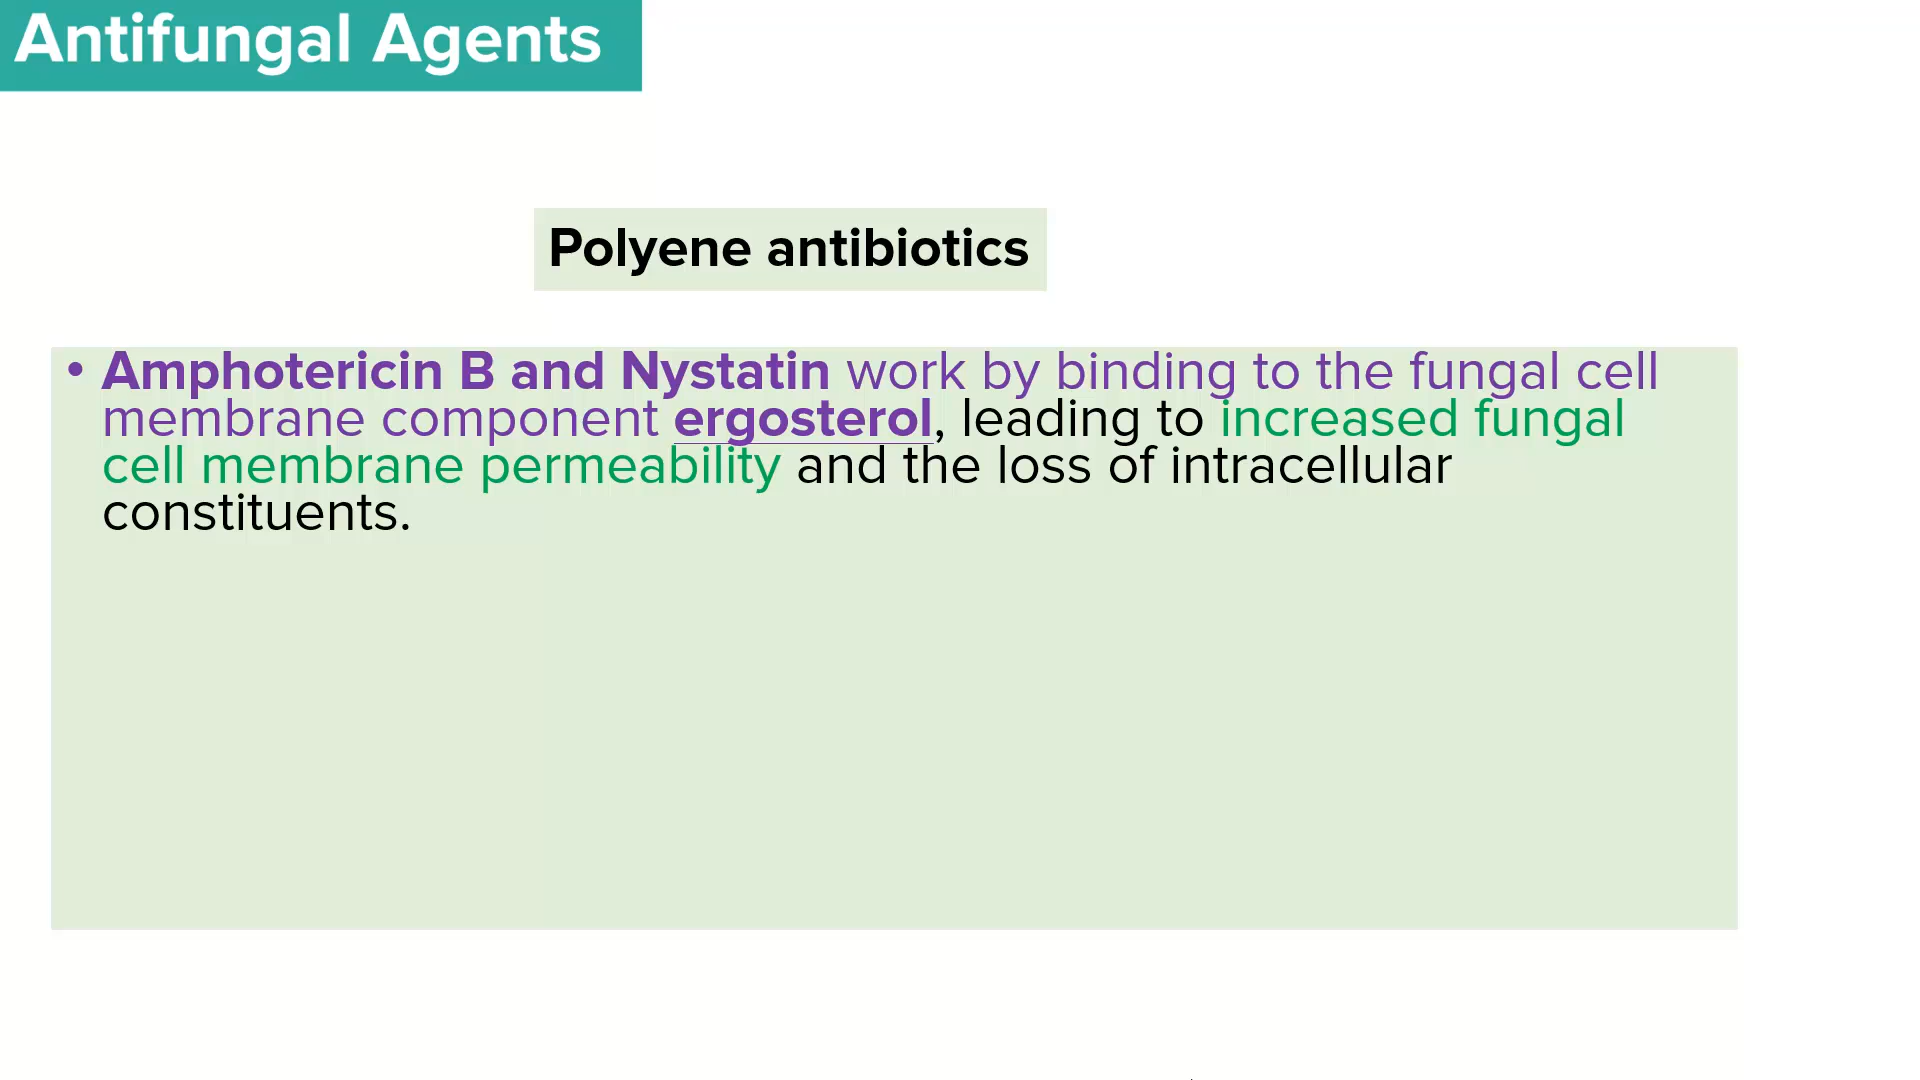 Antifungal Agents
Polyene antibiotics
• Amphotericin B and Nystatin work by binding to the fungal cell
membrane component ergosterol, leading to increased fungal
cell membrane permeability and the loss of intracellular
constituents.